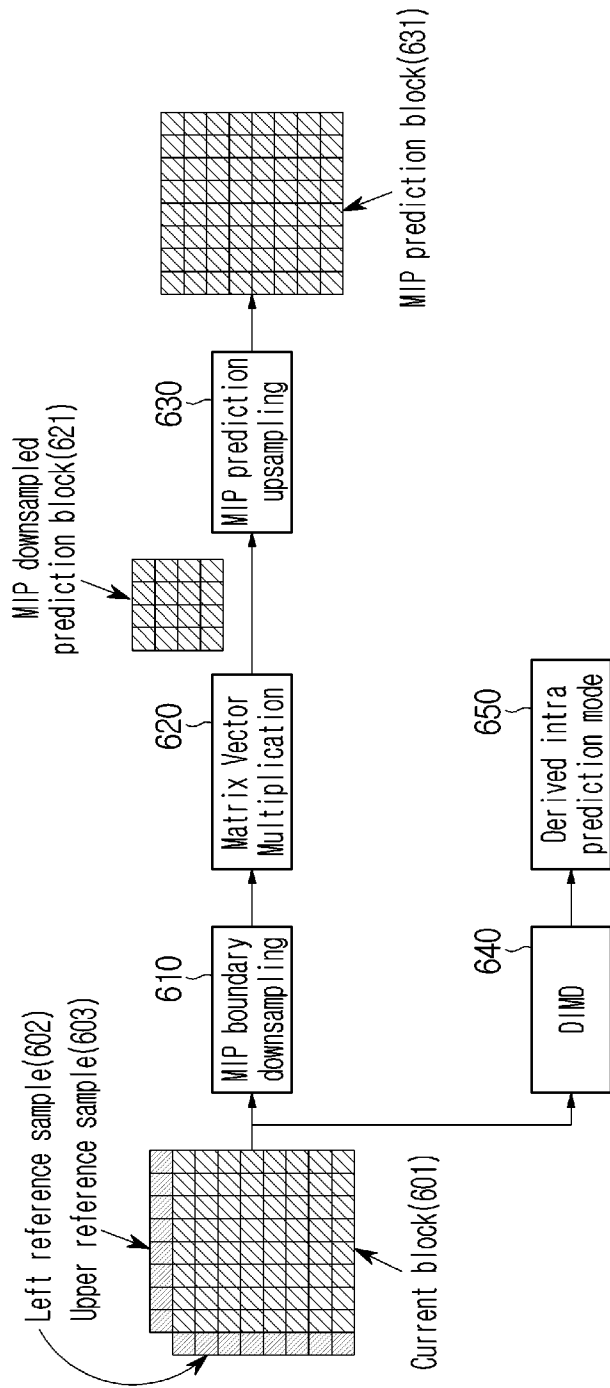 Left reference sample(602)
Upper reference sample(603)
Current block(601)
610
MIP boundary
downsampling
620
Matrix Vector
Multiplication
MIP downsampled
prediction block(621)
630
MIP prediction
upsampling
MIP prediction block(631)
640
DIMD
650
Derived intra
prediction mode